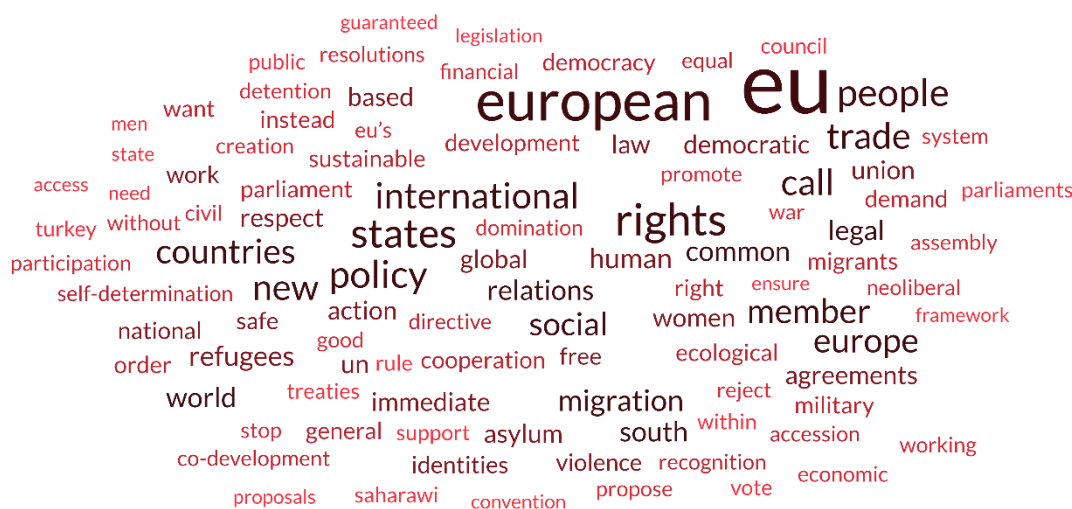 guaranteed
legislation
council
public resolutions
financial democracy equal
detention based
eu
people
want
instead
eu's
european
men
creation
development law democratic trade system
state
sustainable
access need work parliament
international
promote call union
demand parliaments
turkey without civil respect
states domination rights
war
legal
participation countries
global human common migrants assembly
self-determination new policy relations right ensure neoliberal
national safe action directive social women member framework
order refugees good
un rule cooperation free ecological europe
world treaties immediate migration reject agreements
military
stop general support asylum south within accession working
co-development identities violence recognition economic
proposals saharawi convention propose vote